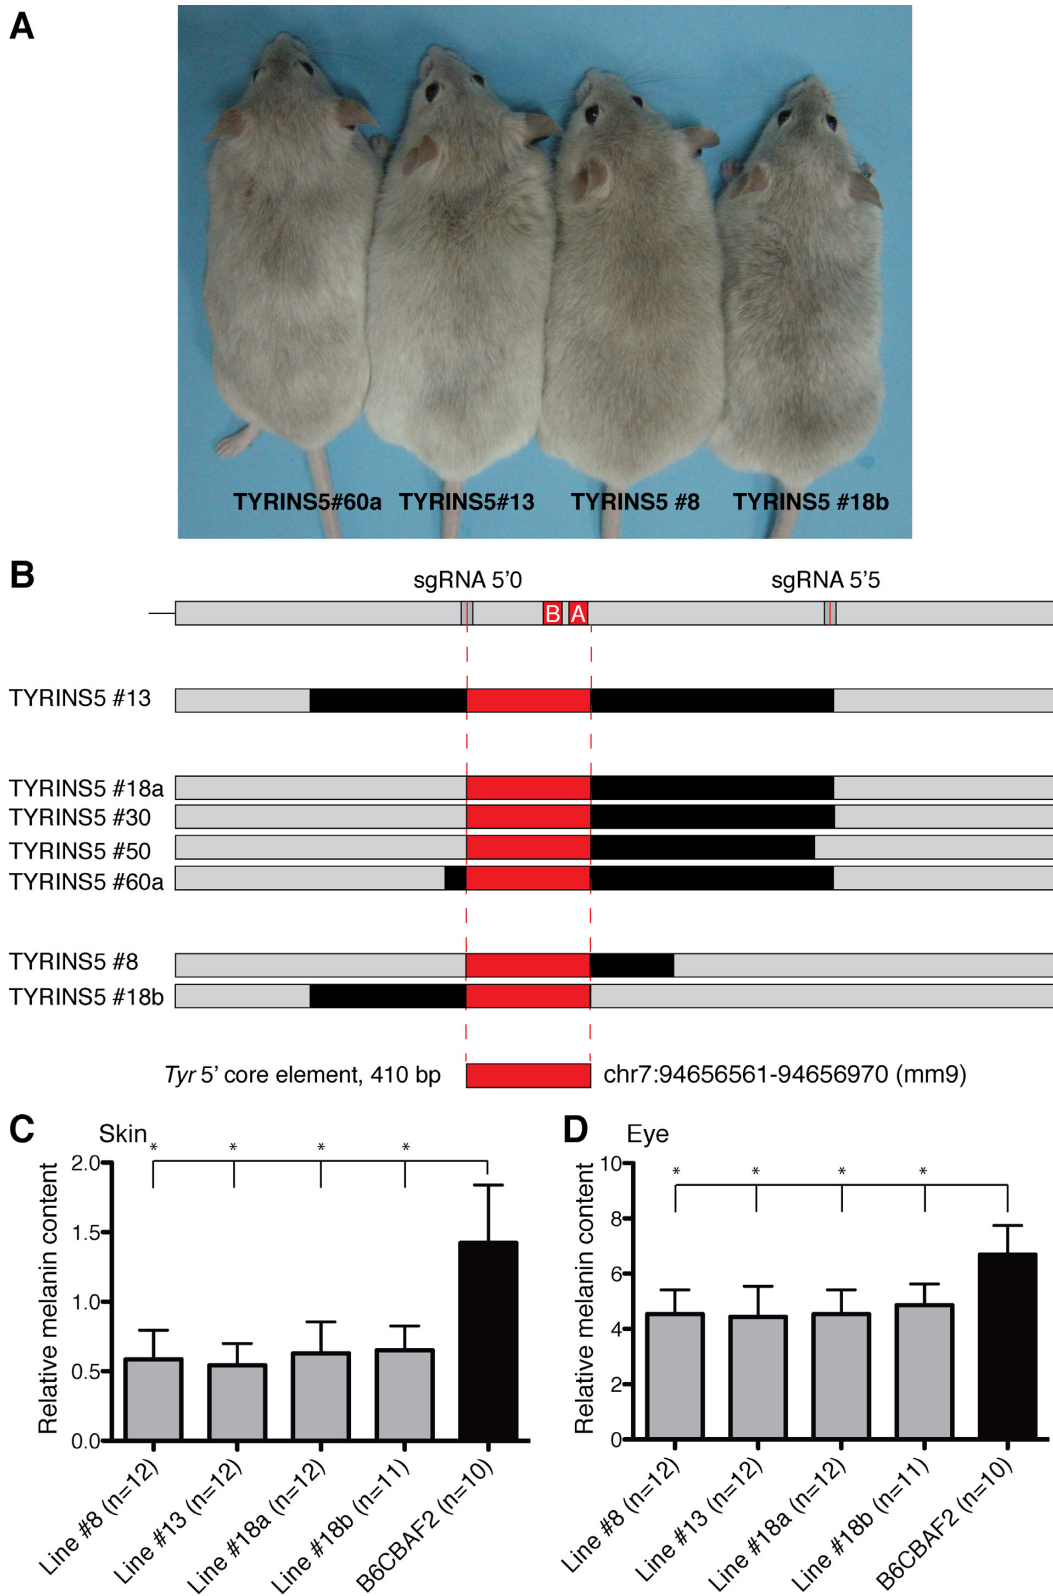 A
TYRINS5#60a TYRINS5#13 TYRINS5 #8 TYRINS5 #18b
B
sgRNA 5'0 sgRNA 5'5
B A
TYRINS5 #13
TYRINS5 #18a
TYRINS5 #30
TYRINS5 #50
TYRINS5 #60a
TYRINS5 #8
TYRINS5 #18b
Tyr 5' core element, 410 bp chr7:94656561-94656970 (mm9)
C Skin
* * * *
Relative melanin content
2.0
1.5
1.0
0.5
0.0
Line #8 (n=12)
Line #13 (n=12)
Line #18a (n=12)
Line #18b (n=11)
B6CBAF2 (n=10)
D Eye
* * * *
Relative melanin content
10
8
6
4
2
0
Line #8 (n=12)
Line #13 (n=12)
Line #18a (n=12)
Line #18b (n=11)
B6CBAF2 (n=10)